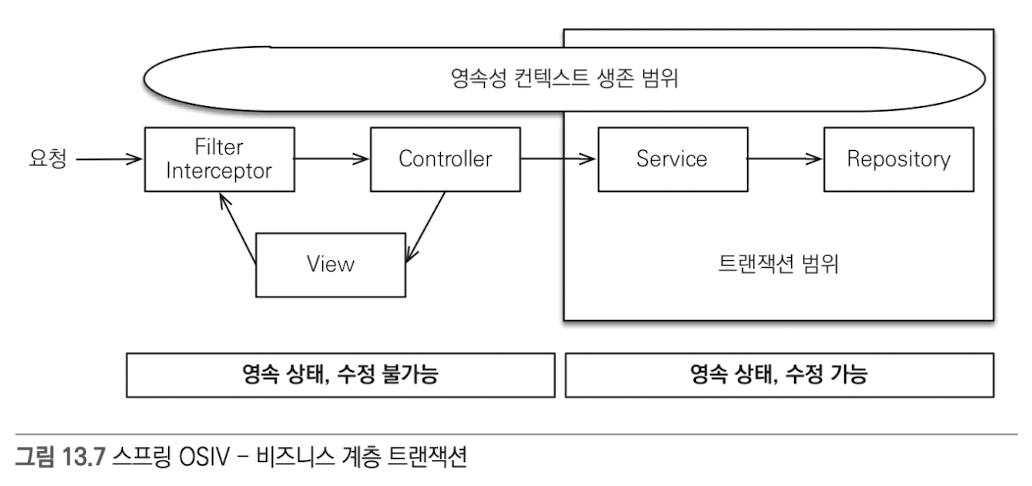 영속성 컨텍스트 생존 범위
요청
Filter
Interceptor
Controller
Service
Repository
View
트랜잭션 범위
영속 상태, 수정 불가능
영속 상태, 수정 가능
그림 13.7 스프링 OSIV - 비즈니스 계층 트랜잭션